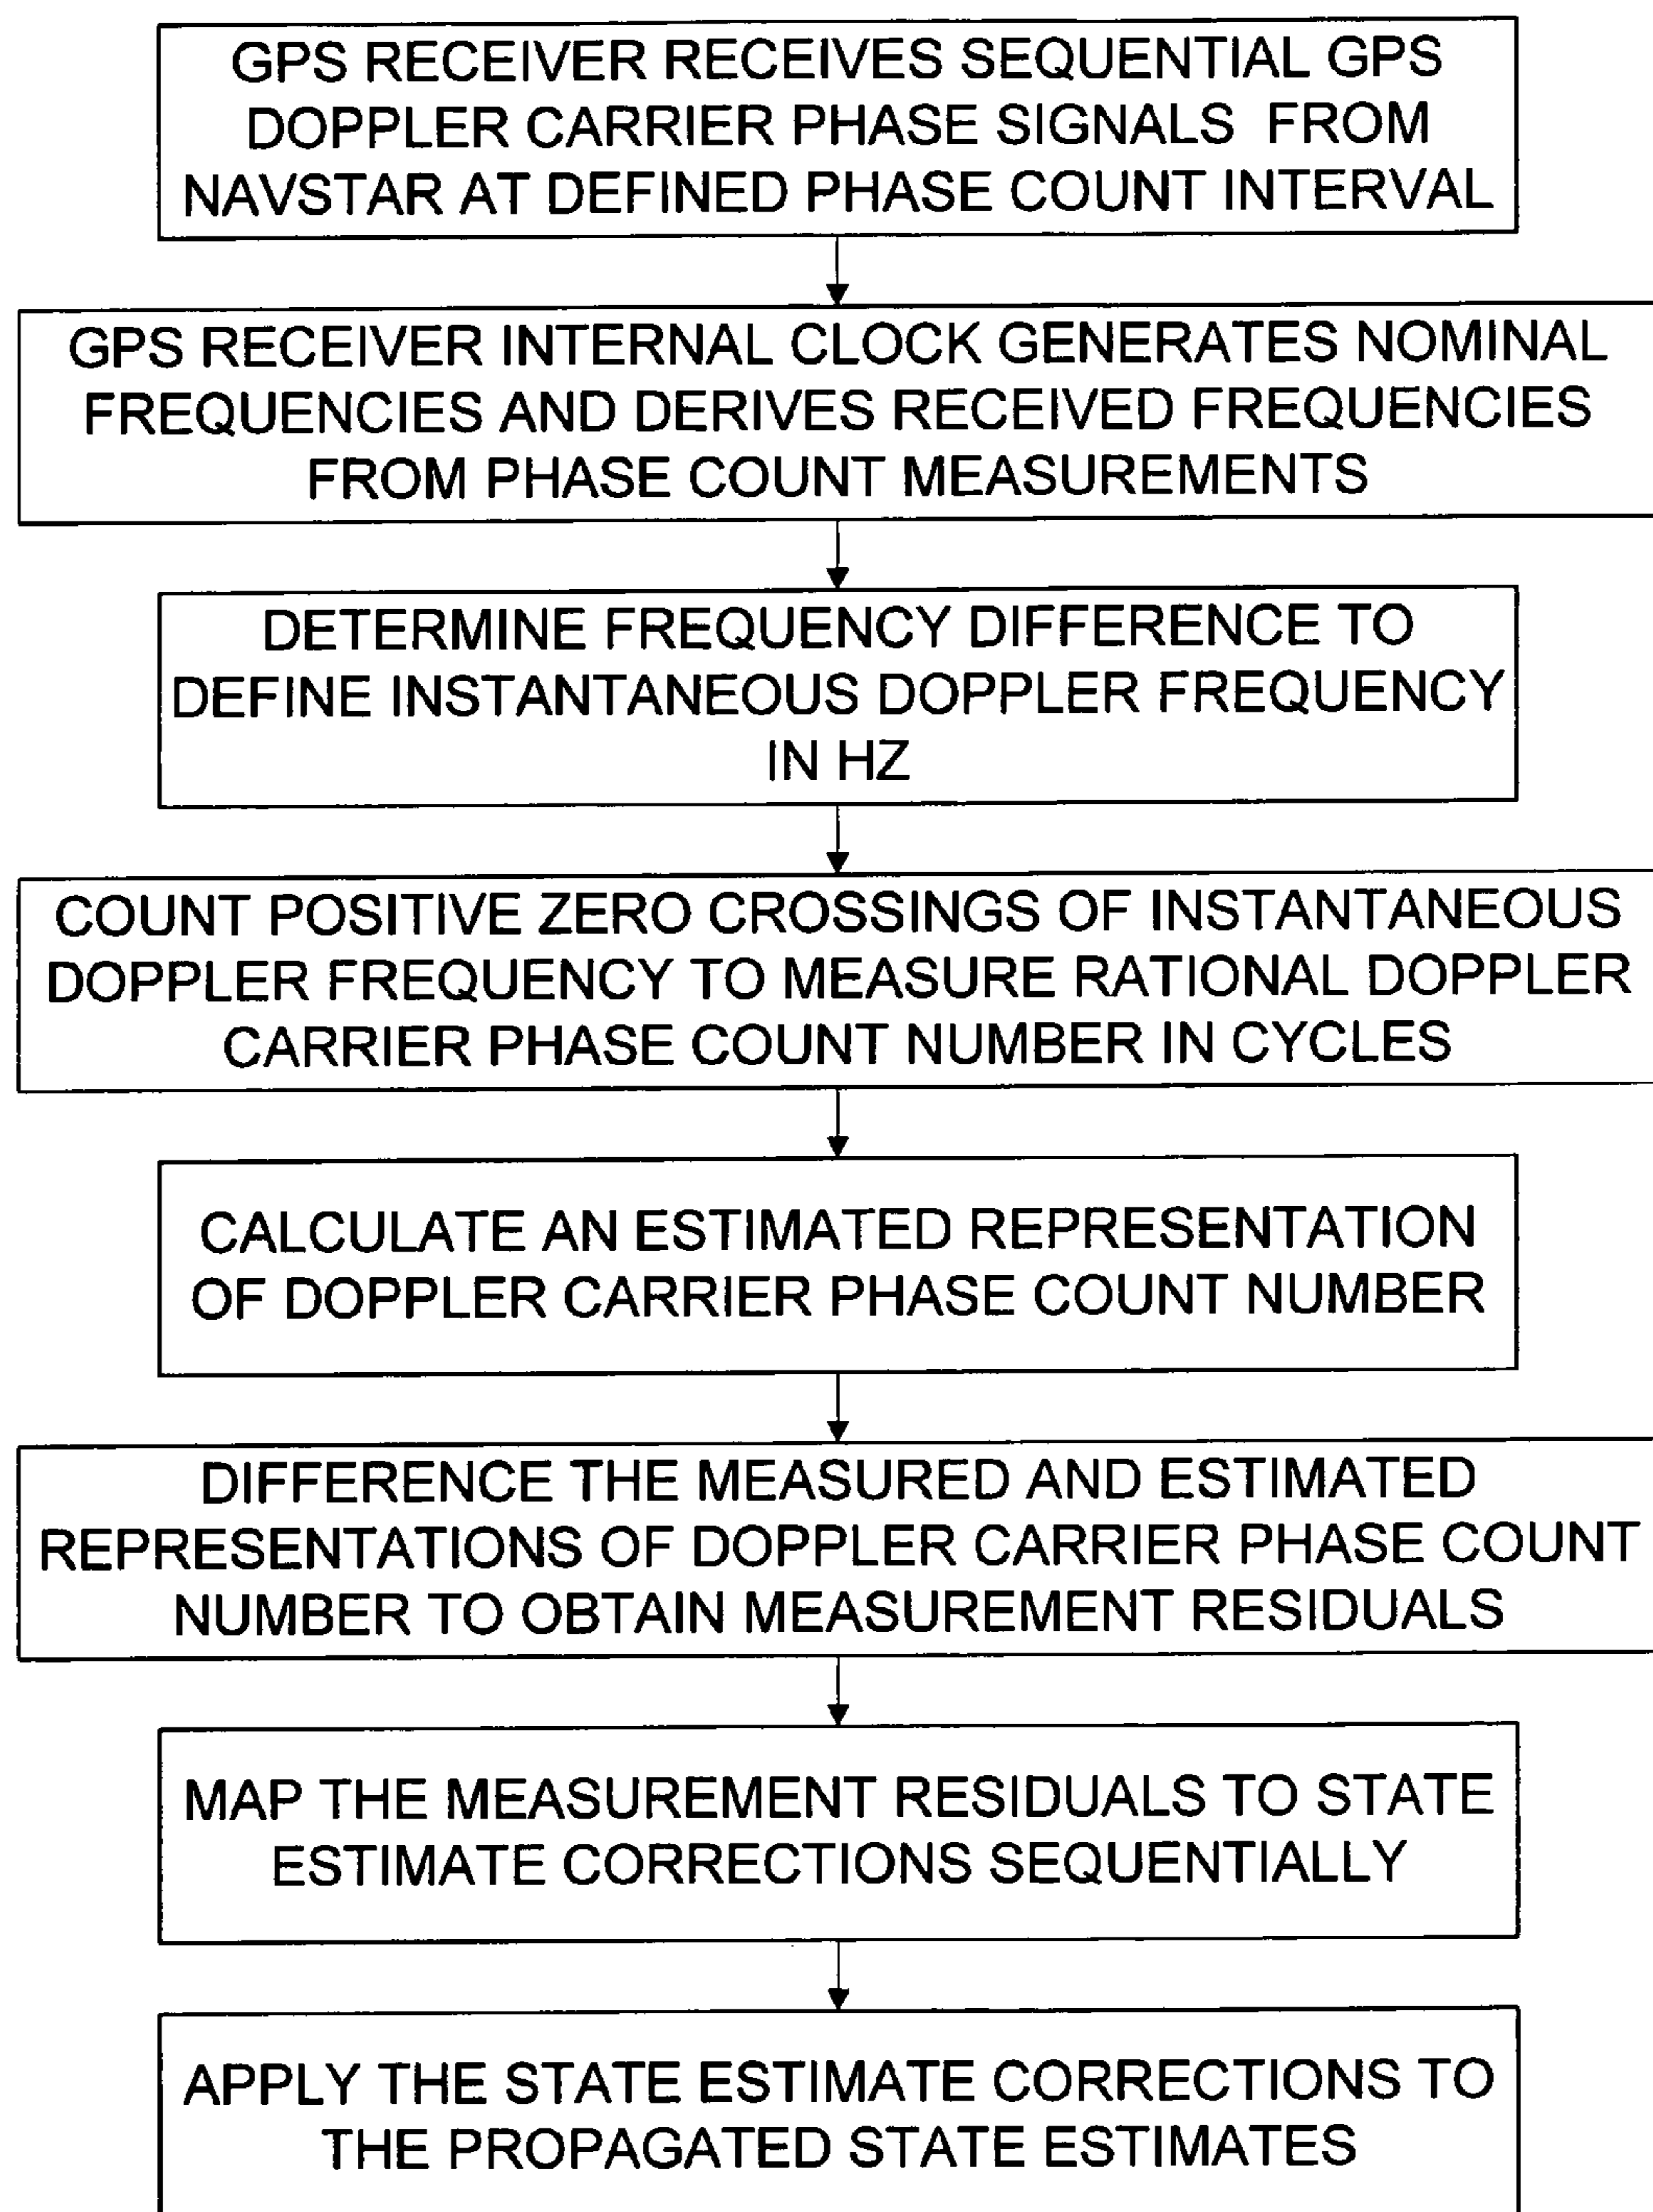 GPS RECEIVER RECEIVES SEQUENTIAL GPS
DOPPLER CARRIER PHASE SIGNALS FROM
NAVSTAR AT DEFINED PHASE COUNT INTERVAL
GPS RECEIVER INTERNAL CLOCK GENERATES NOMINAL
FREQUENCIES AND DERIVES RECEIVED FREQUENCIES
FROM PHASE COUNT MEASUREMENTS
DETERMINE FREQUENCY DIFFERENCE TO
DEFINE INSTANTANEOUS DOPPLER FREQUENCY
IN HZ
COUNT POSITIVE ZERO CROSSINGS OF INSTANTANEOUS
DOPPLER FREQUENCY TO MEASURE RATIONAL DOPPLER
CARRIER PHASE COUNT NUMBER IN CYCLES
CALCULATE AN ESTIMATED REPRESENTATION
OF DOPPLER CARRIER PHASE COUNT NUMBER
DIFFERENCE THE MEASURED AND ESTIMATED
REPRESENTATIONS OF DOPPLER CARRIER PHASE COUNT
NUMBER TO OBTAIN MEASUREMENT RESIDUALS
MAP THE MEASUREMENT RESIDUALS TO STATE
ESTIMATE CORRECTIONS SEQUENTIALLY
APPLY THE STATE ESTIMATE CORRECTIONS TO
THE PROPAGATED STATE ESTIMATES